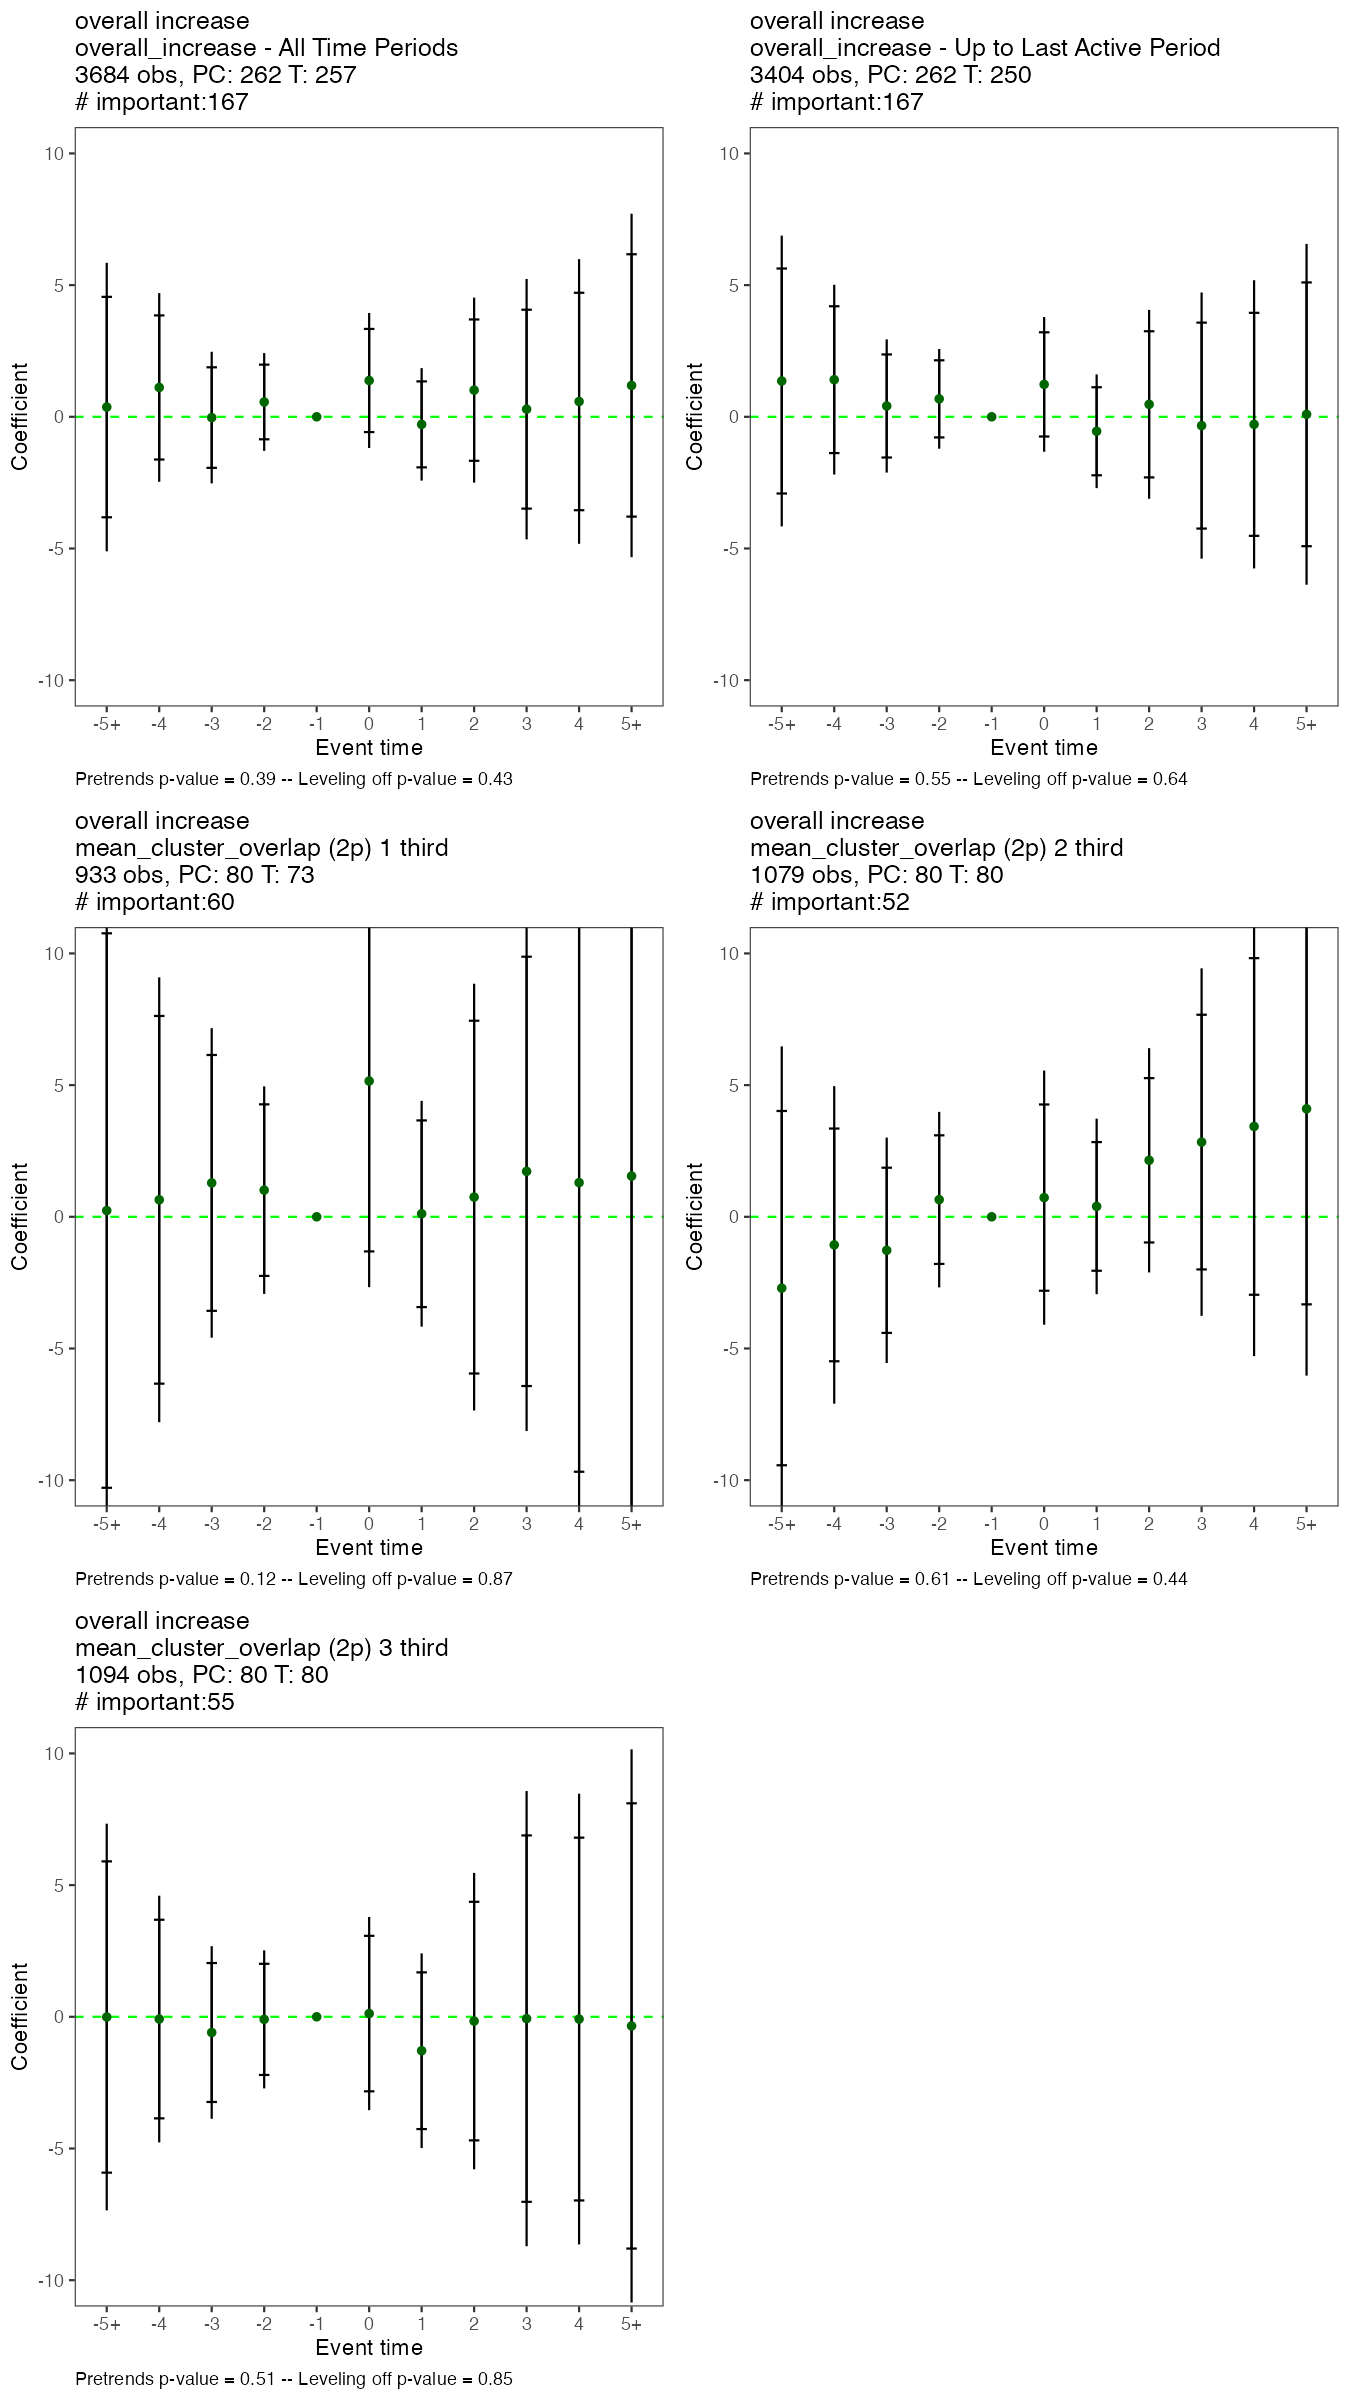 overall increase
overall_increase - All Time Periods
3684 obs, PC: 262 T: 257
# important:167
10
5
0
-5
-10
Coefficient
-5+ -4 -3 -2 -1 0 1 2 3 4 5+
Event time
Pretrends p-value = 0.39 -- Leveling off p-value = 0.43
overall increase
overall_increase - Up to Last Active Period
3404 obs, PC: 262 T: 250
# important:167
10
5
0
-5
-10
Coefficient
-5+ -4 -3 -2 -1 0 1 2 3 4 5+
Event time
Pretrends p-value = 0.55 -- Leveling off p-value = 0.64
overall increase
mean_cluster_overlap (2p) 1 third
933 obs, PC: 80 T: 73
# important:60
10
5
0
-5
-10
Coefficient
-5+ -4 -3 -2 -1 0 1 2 3 4 5+
Event time
Pretrends p-value = 0.12 -- Leveling off p-value = 0.87
overall increase
mean_cluster_overlap (2p) 2 third
1079 obs, PC: 80 T: 80
# important:52
10
5
0
-5
-10
Coefficient
-5+ -4 -3 -2 -1 0 1 2 3 4 5+
Event time
Pretrends p-value = 0.61 -- Leveling off p-value = 0.44
overall increase
mean_cluster_overlap (2p) 3 third
1094 obs, PC: 80 T: 80
# important:55
10
5
0
-5
-10
Coefficient
-5+ -4 -3 -2 -1 0 1 2 3 4 5+
Event time
Pretrends p-value = 0.51 -- Leveling off p-value = 0.85